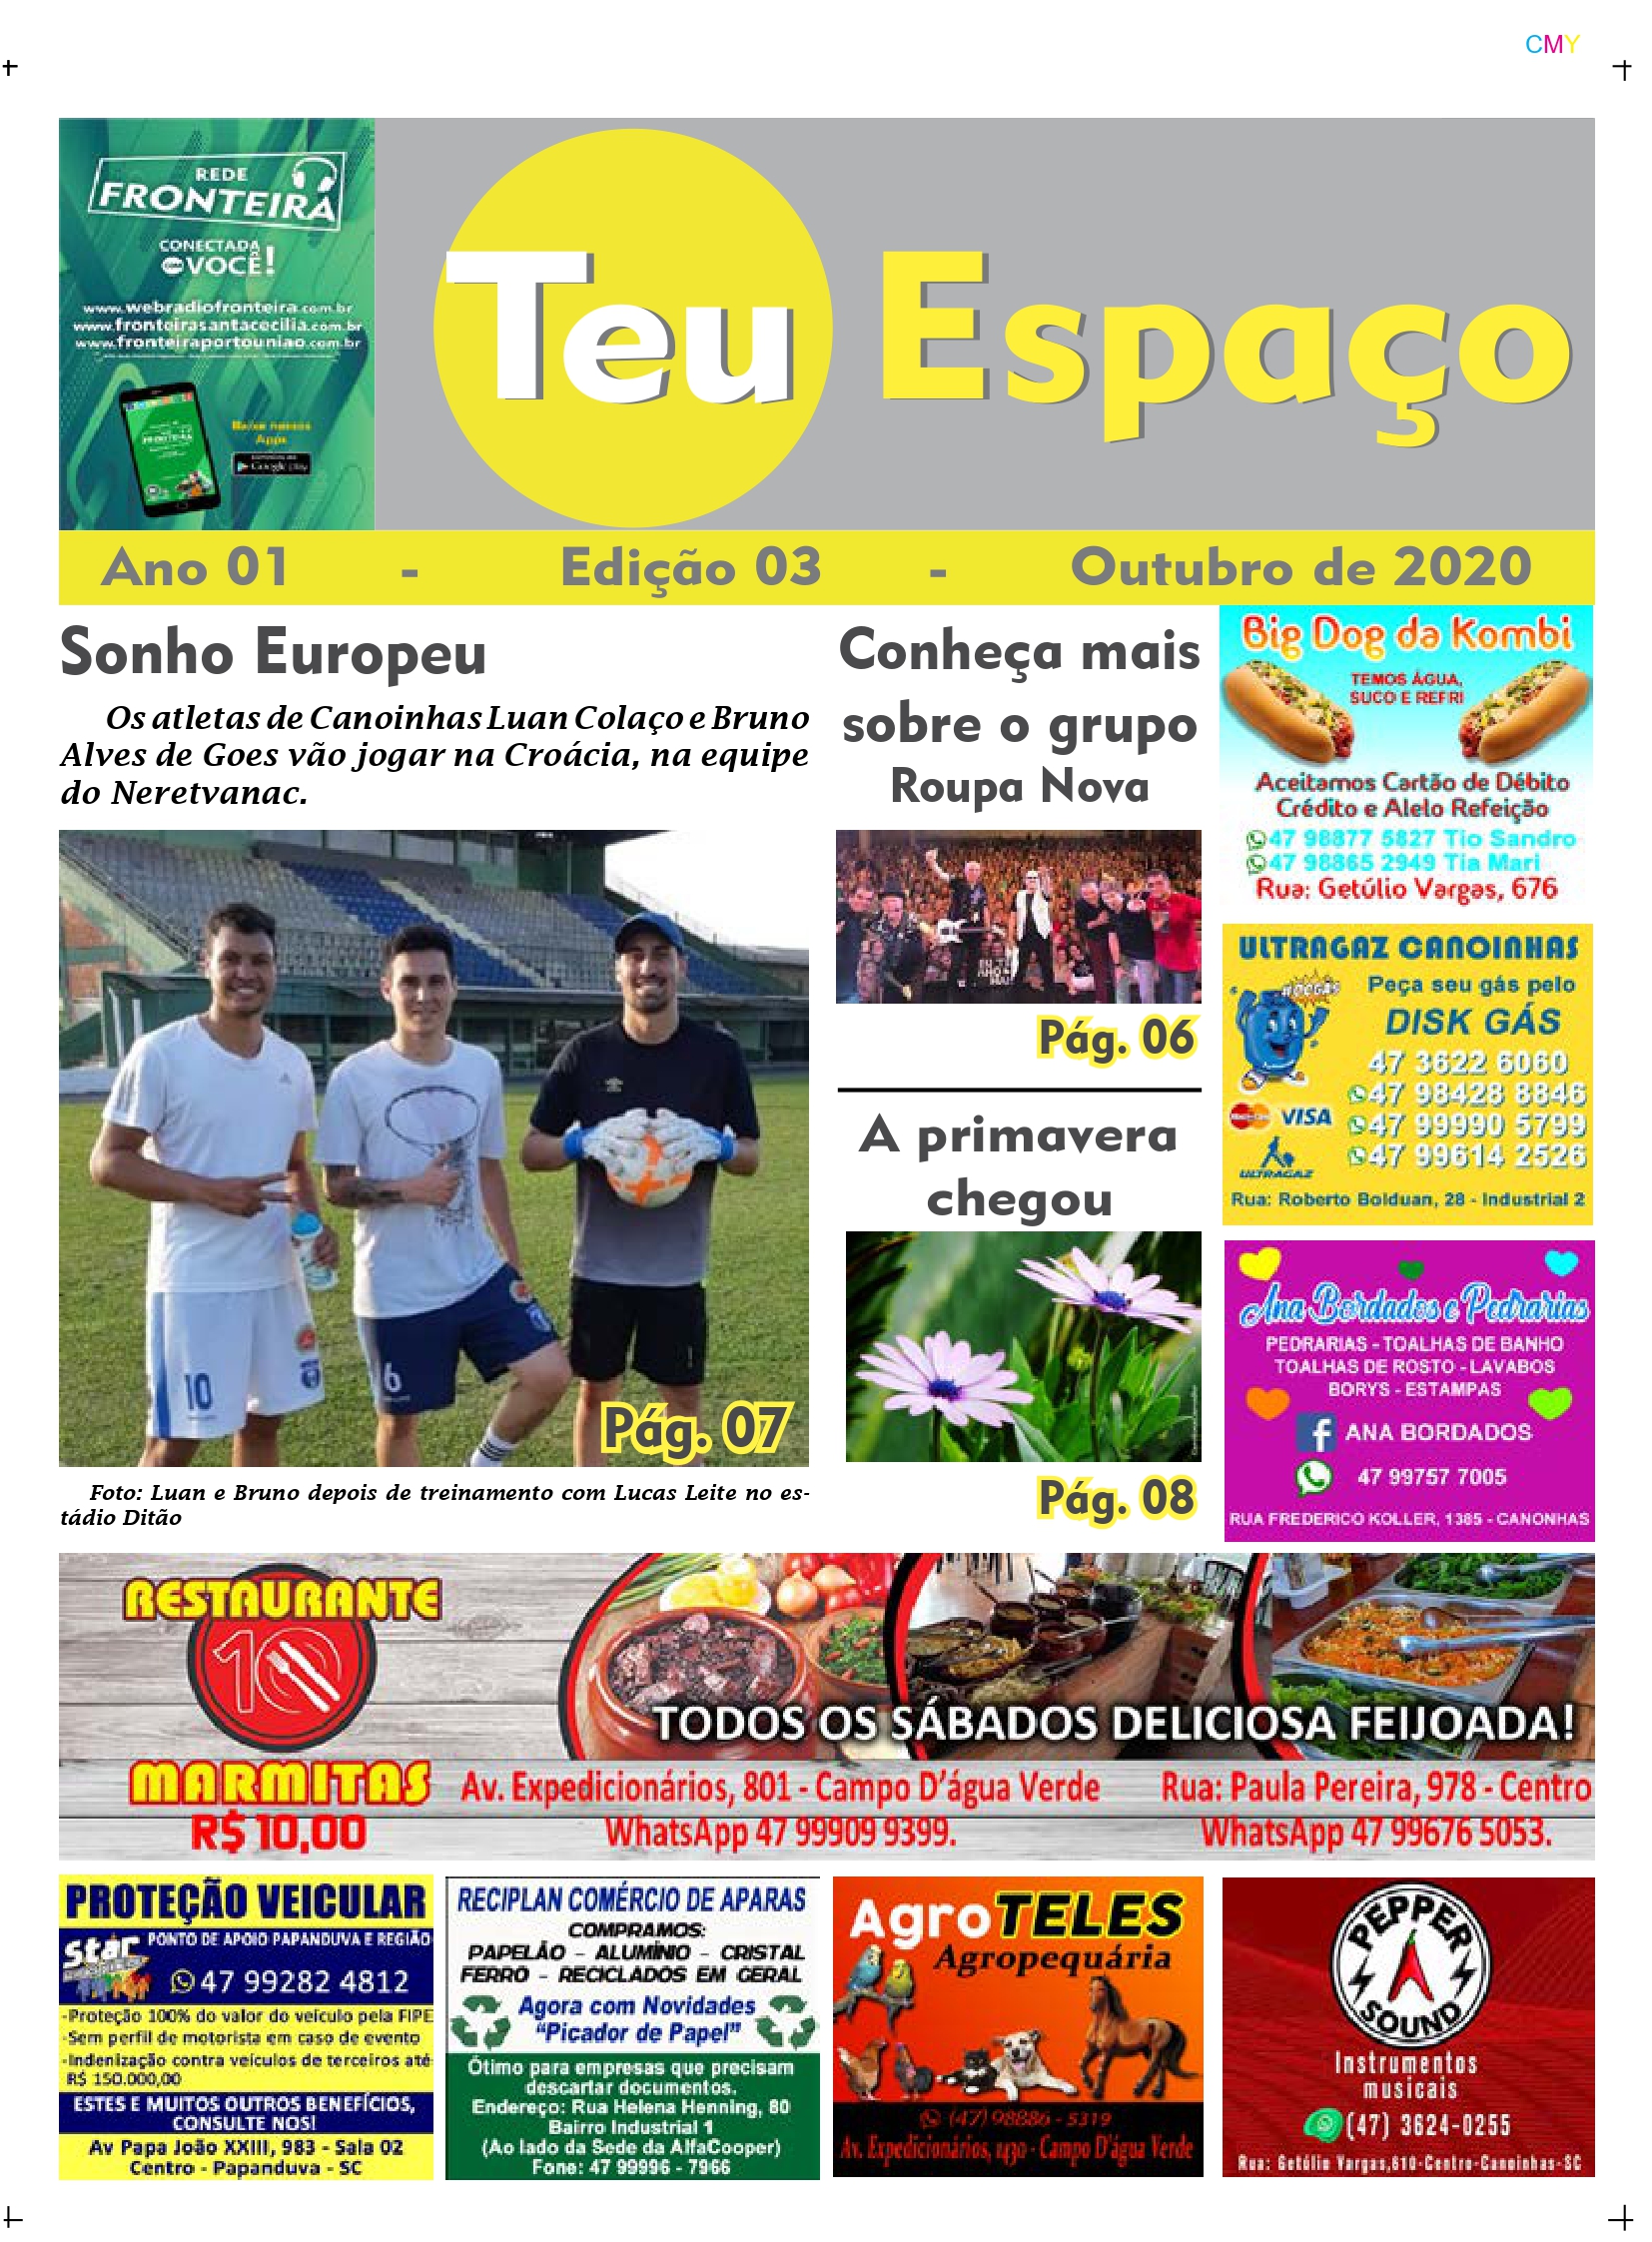 CMY
REDE
FRONTEIRA
CONECTADA
COM VOCÊ!
www.webradiofronteira.com.br
www.fronteirasantacecilia.com.br
www.fronteiraportouniao.com.br
Baixe nossos
Apps
Google Play
Teu Espaço
Ano 01 - Edição 03 - Outubro de 2020
Sonho Europeu
Os atletas de Canoinhas Luan Colaço e Bruno
Alves de Goes vão jogar na Croácia, na equipe
do Neretvanac.
10
6
Pág. 07
Foto: Luan e Bruno depois de treinamento com Lucas Leite no es-
tádio Ditão
Conheça mais
sobre o grupo
Roupa Nova
Pág. 06
A primavera
chegou
Pág. 08
Big Dog da Kombi
TEMOS ÁGUA,
SUCO E REFRI
Aceitamos Cartão de Débito
Crédito e Alelo Refeição
47 98877 5827 Tio Sandro
47 98865 2949 Tia Mari
Rua: Getúlio Vargas, 676
ULTRAGAZ CANOINHAS
Peça seu gás pelo
DISK GÁS
47 3622 6060
47 98428 8846
VISA
47 99990 5799
47 99614 2526
ULTRAGAZ
Rua: Roberto Bolduan, 28 - Industrial 2
Ana Bordados e Pedrarias
PEDRARIAS - TOALHAS DE BANHO
TOALHAS DE ROSTO - LAVABOS
BORYS - ESTAMPAS
f ANA BORDADOS
47 99757 7005
RUA FREDERICO KOLLER, 1385 - CANONHAS
RESTAURANTE
10
TODOS OS SÁBADOS DELICIOSA FEIJOADA!
MARMITAS
R$ 10,00
Av. Expedicionários, 801 - Campo D'água Verde
WhatsApp 47 99909 9399.
Rua: Paula Pereira, 978 - Centro
WhatsApp 47 99676 5053.
PROTEÇÃO VEICULAR
star
PONTO DE APOIO PAPANDUVA E REGIÃO
47 99282 4812
-Proteção 100% do valor do veículo pela FIPE
-Sem perfil de motorista em caso de evento
-Indenização contra veículos de terceiros até
R$ 150.000,00
ESTES E MUITOS OUTROS BENEFÍCIOS,
CONSULTE NOS!
Av Papa João XXIII, 983 - Sala 02
Centro - Papanduva - SC
RECIPLAN COMÉRCIO DE APARAS
COMPRAMOS:
PAPELÃO - ALUMÍNIO - CRISTAL
FERRO - RECICLADOS EM GERAL
Agora com Novidades
"Picador de Papel"
Ótimo para empresas que precisam
descartar documentos.
Endereço: Rua Helena Henning, 80
Bairro Industrial 1
(Ao lado da Sede da AlfaCooper)
Fone: 47 99996 - 7966
AgroTELES
Agropequária
(47) 98886 - 5319
Av. Expedicionários, 1430 - Campo D'água Verde
PEPPER
SOUND
Instrumentos
musicais
(47) 3624-0255
Rua: Getúlio Vargas,610-Centro-Canoinhas-SC